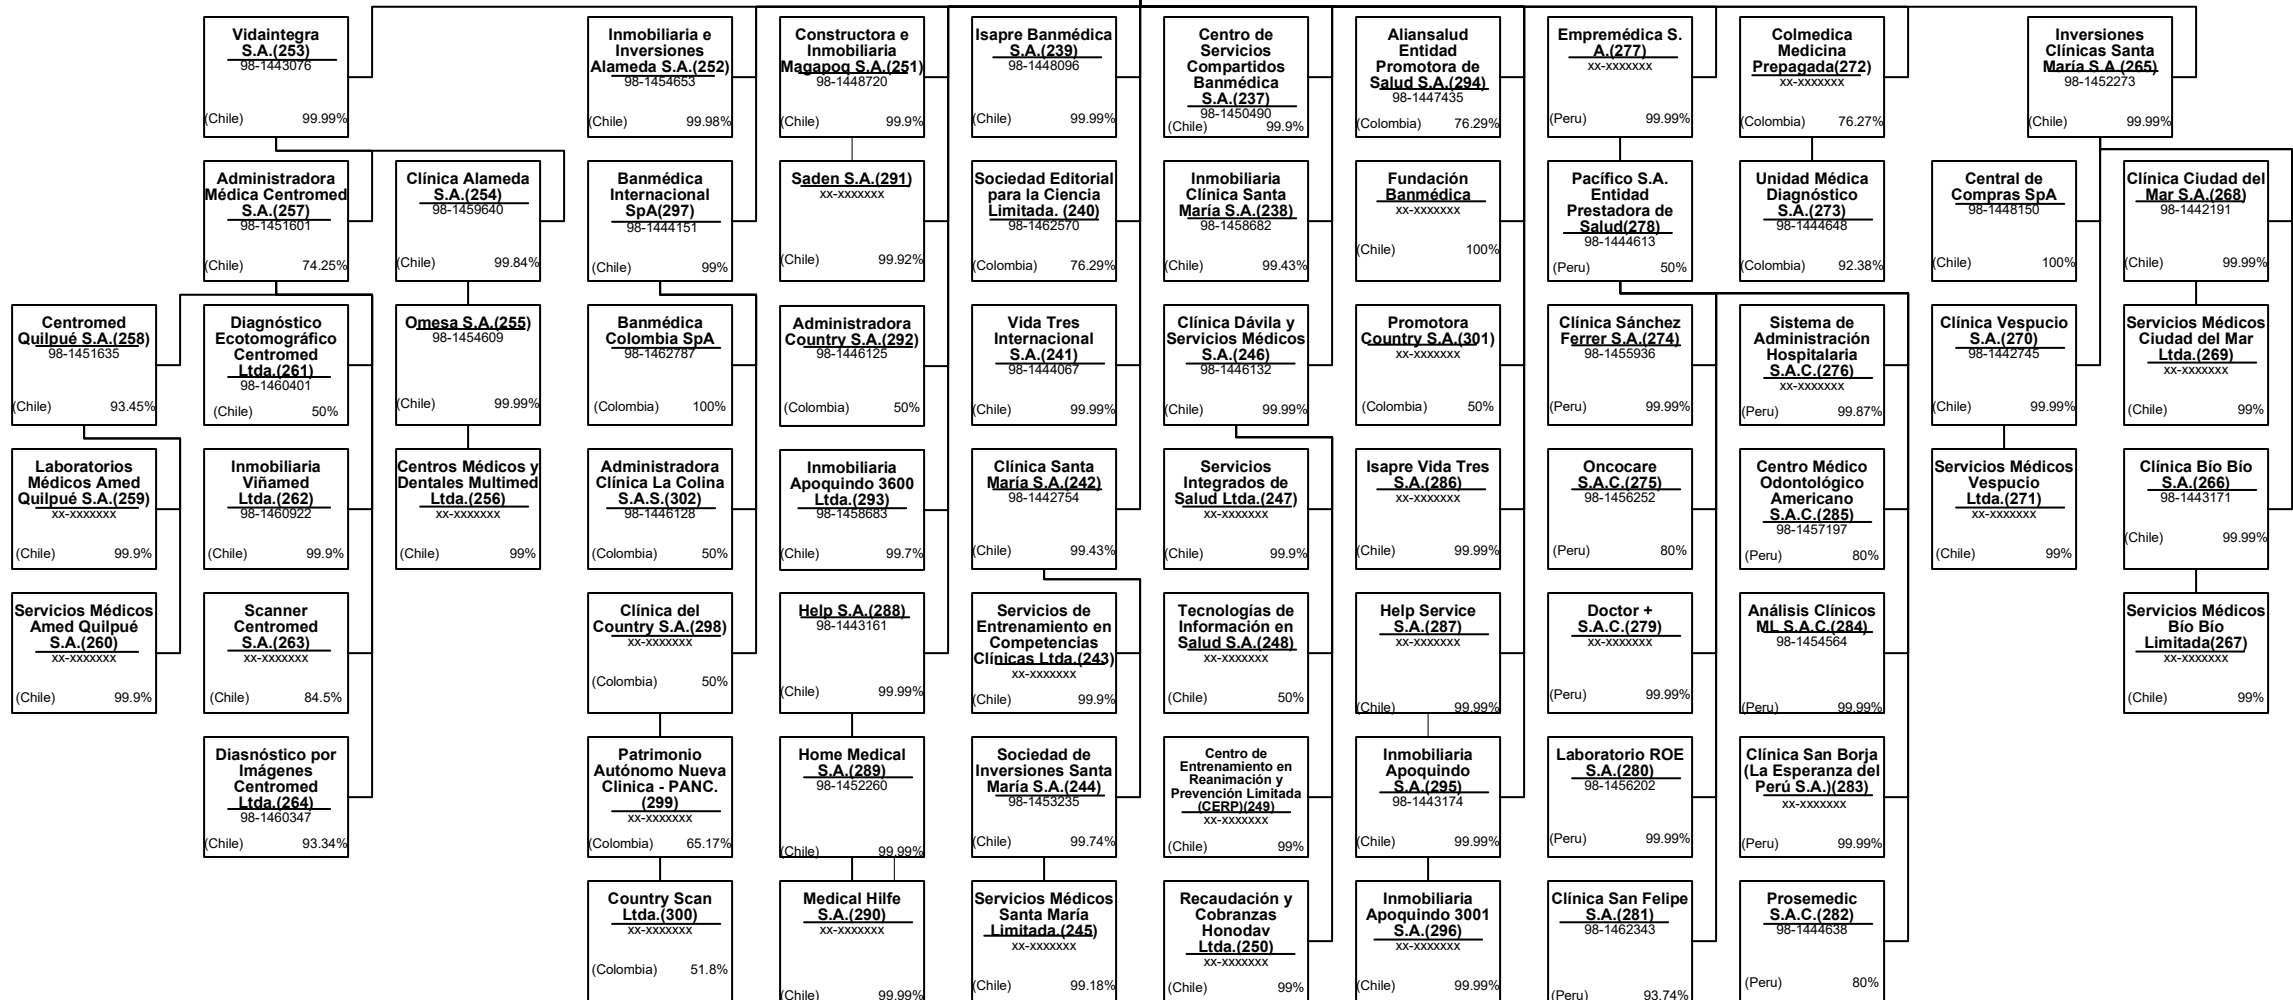 Vidaintegra
S.A.(253)
98-1443076
(Chile) 99.99%
Inmobiliaria e
Inversiones
Alameda S.A.(252)
98-1454653
(Chile) 99.98%
Constructora e
Inmobiliaria
Magapoq S.A.(251)
98-1448720
(Chile) 99.9%
Isapre Banmédica
S.A.(239)
98-1448096
(Chile) 99.99%
Centro de
Servicios
Compartidos
Banmédica
S.A.(237)
98-1450490
(Chile) 99.9%
Aliansalud
Entidad
Promotora de
Salud S.A.(294)
98-1447435
(Colombia) 76.29%
Empremédica S.
A.(277)
xx-xxxxxxx
(Peru) 99.99%
Colmedica
Medicina
Prepagada(272)
xx-xxxxxxx
(Colombia) 76.27%
Inversiones
Clínicas Santa
María S.A.(265)
98-1452273
(Chile) 99.99%
Administradora
Médica Centromed
S.A.(257)
98-1451601
(Chile) 74.25%
Clínica Alameda
S.A.(254)
98-1459640
(Chile) 99.84%
Banmédica
Internacional
SpA(297)
98-1444151
(Chile) 99%
Saden S.A.(291)
xx-xxxxxxx
(Chile) 99.92%
Sociedad Editorial
para la Ciencia
Limitada. (240)
98-1462570
(Colombia) 76.29%
Inmobiliaria
Clínica Santa
María S.A.(238)
98-1458682
(Chile) 99.43%
Fundación
Banmédica
xx-xxxxxxx
(Chile) 100%
Pacífico S.A.
Entidad
Prestadora de
Salud(278)
98-1444613
(Peru) 50%
Unidad Médica
Diagnóstico
S.A.(273)
98-1444648
(Colombia) 92.38%
Central de
Compras SpA
98-1448150
(Chile) 100%
Clínica Ciudad del
Mar S.A.(268)
98-1442191
(Chile) 99.99%
Centromed
Quilpué S.A.(258)
98-1451635
(Chile) 93.45%
Diagnóstico
Ecotomográfico
Centromed
Ltda.(261)
98-1460401
(Chile) 50%
Omesa S.A.(255)
98-1454609
(Chile) 99.99%
Banmédica
Colombia SpA
98-1462787
(Colombia) 100%
Administradora
Country S.A.(292)
98-1446125
(Colombia) 50%
Vida Tres
Internacional
S.A.(241)
98-1444067
(Chile) 99.99%
Clínica Dávila y
Servicios Médicos
S.A.(246)
98-1446132
(Chile) 99.99%
Promotora
Country S.A.(301)
xx-xxxxxxx
(Colombia) 50%
Clínica Sánchez
Ferrer S.A.(274)
98-1455936
(Peru) 99.99%
Sistema de
Administración
Hospitalaria
S.A.C.(276)
xx-xxxxxxx
(Peru) 99.87%
Clínica Vespucio
S.A.(270)
98-1442745
(Chile) 99.99%
Servicios Médicos
Ciudad del Mar
Ltda.(269)
xx-xxxxxxx
(Chile) 99%
Laboratorios
Médicos Amed
Quilpué S.A.(259)
xx-xxxxxxx
(Chile) 99.9%
Inmobiliaria
Viñamed
Ltda.(262)
98-1460922
(Chile) 99.9%
Centros Médicos y
Dentales Multimed
Ltda.(256)
xx-xxxxxxx
(Chile) 99%
Administradora
Clínica La Colina
S.A.S.(302)
98-1446128
(Colombia) 50%
Inmobiliaria
Apoquindo 3600
Ltda.(293)
98-1458683
(Chile) 99.7%
Clínica Santa
María S.A.(242)
98-1442754
(Chile) 99.43%
Servicios
Integrados de
Salud Ltda.(247)
xx-xxxxxxx
(Chile) 99.9%
Isapre Vida Tres
S.A.(286)
xx-xxxxxxx
(Chile) 99.99%
Oncocare
S.A.C.(275)
98-1456252
(Peru) 80%
Centro Médico
Odontológico
Americano
S.A.C.(285)
98-1457197
(Peru) 80%
Servicios Médicos
Vespucio
Ltda.(271)
xx-xxxxxxx
(Chile) 99%
Clínica Bío Bío
S.A.(266)
98-1443171
(Chile) 99.99%
Servicios Médicos
Amed Quilpué
S.A.(260)
xx-xxxxxxx
(Chile) 99.9%
Scanner
Centromed
S.A.(263)
xx-xxxxxxx
(Chile) 84.5%
Clínica del
Country S.A.(298)
xx-xxxxxxx
(Colombia) 50%
Help S.A.(288)
98-1443161
(Chile) 99.99%
Servicios de
Entrenamiento en
Competencias
Clínicas Ltda.(243)
xx-xxxxxxx
(Chile) 99.9%
Tecnologías de
Información en
Salud S.A.(248)
xx-xxxxxxx
(Chile) 50%
Help Service
S.A.(287)
xx-xxxxxxx
(Chile) 99.99%
Doctor +
S.A.C.(279)
xx-xxxxxxx
(Peru) 99.99%
Análisis Clínicos
ML S.A.C.(284)
98-1454564
(Peru) 99.99%
Servicios Médicos
Bío Bío
Limitada(267)
xx-xxxxxxx
(Chile) 99%
Diasnóstico por
Imágenes
Centromed
Ltda.(264)
98-1460347
(Chile) 93.34%
Patrimonio
Autónomo Nueva
Clinica - PANC.
(299)
xx-xxxxxxx
(Colombia) 65.17%
Home Medical
S.A.(289)
98-1452260
(Chile) 99.99%
Sociedad de
Inversiones Santa
María S.A.(244)
98-1453235
(Chile) 99.74%
Centro de
Entrenamiento en
Reanimación y
Prevención Limitada
(CERP)(249)
xx-xxxxxxx
(Chile) 99%
Inmobiliaria
Apoquindo
S.A.(295)
98-1443174
(Chile) 99.99%
Laboratorio ROE
S.A.(280)
98-1456202
(Peru) 99.99%
Clínica San Borja
(La Esperanza del
Perú S.A.)(283)
xx-xxxxxxx
(Peru) 99.99%
Country Scan
Ltda.(300)
xx-xxxxxxx
(Colombia) 51.8%
Medical Hilfe
S.A.(290)
xx-xxxxxxx
(Chile) 99.99%
Servicios Médicos
Santa María
Limitada.(245)
xx-xxxxxxx
(Chile) 99.18%
Recaudación y
Cobranzas
Honodav
Ltda.(250)
xx-xxxxxxx
(Chile) 99%
Inmobiliaria
Apoquindo 3001
S.A.(296)
xx-xxxxxxx
(Chile) 99.99%
Clínica San Felipe
S.A.(281)
98-1462343
(Peru) 93.74%
Prosemedic
S.A.C.(282)
98-1444638
(Peru) 80%